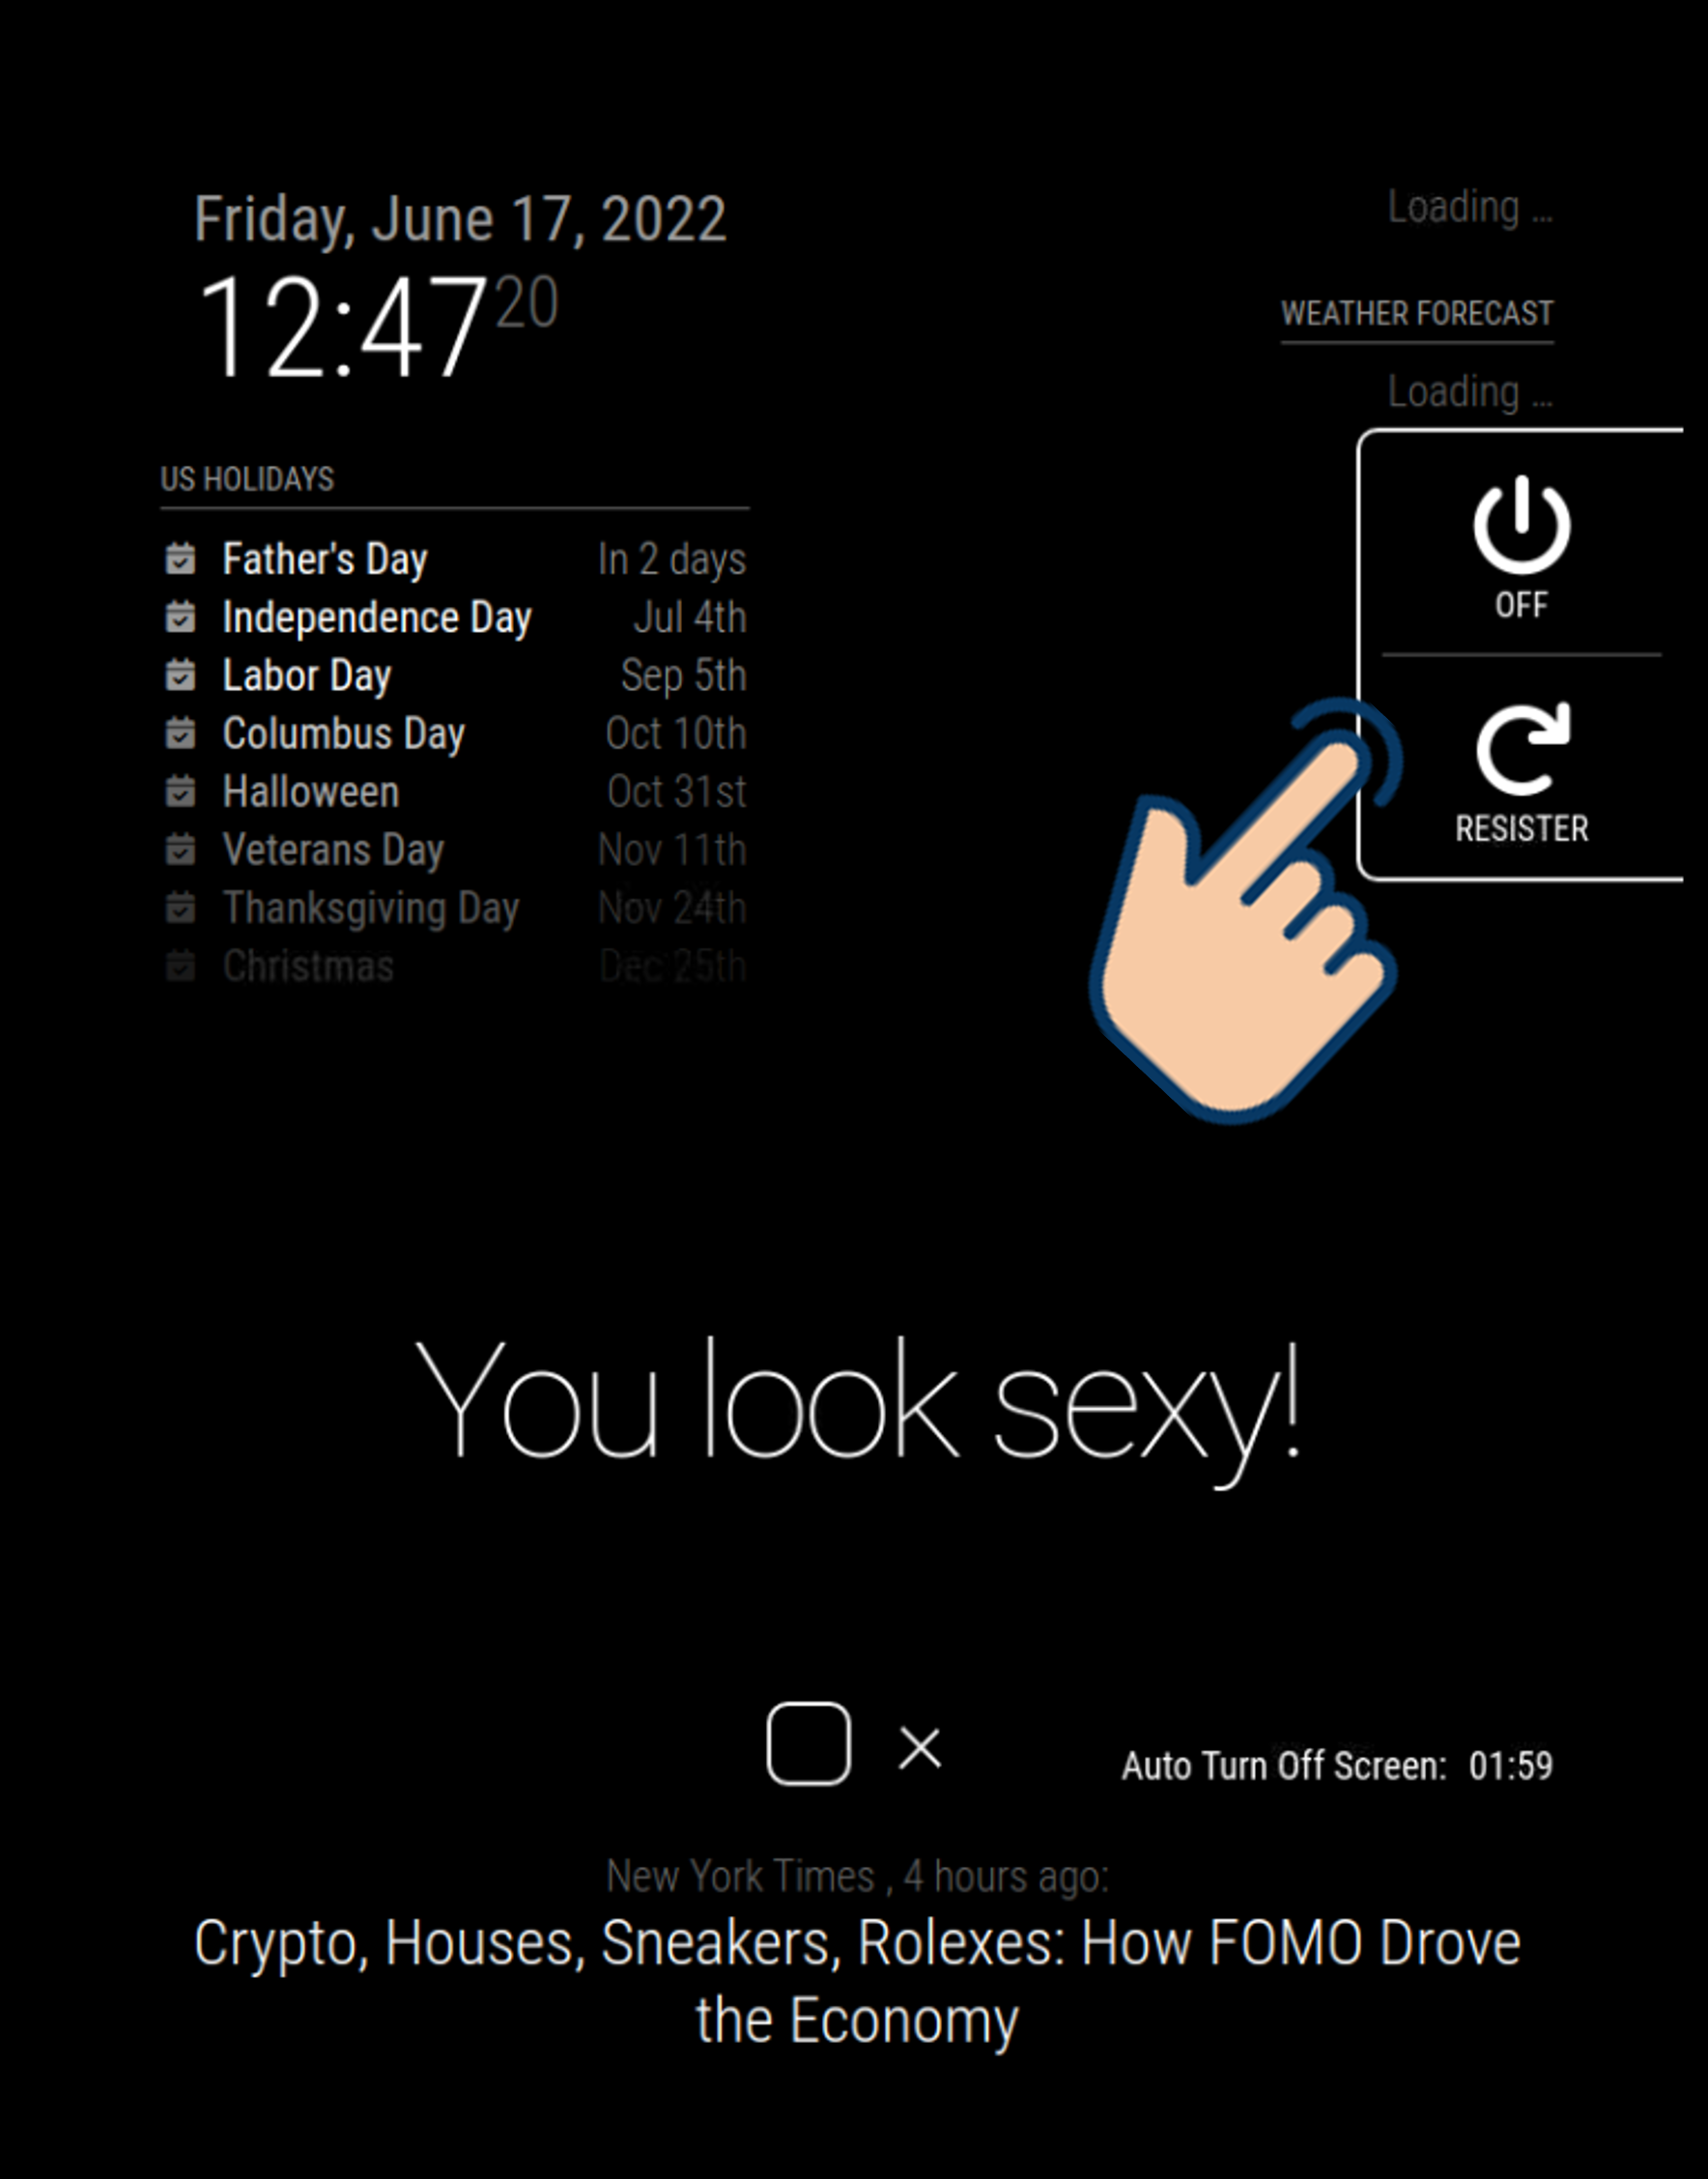 Friday, June 17, 2022
12:47 20
Loading ...
WEATHER FORECAST
Loading ...
US HOLIDAYS
Father's Day In 2 days
Independence Day Jul 4th
Labor Day Sep 5th
Columbus Day Oct 10th
Halloween Oct 31st
Veterans Day Nov 11th
Thanksgiving Day Nov 24th
Christmas Dec 25th
OFF
RESISTER
You look sexy!
Auto Turn Off Screen: 01:59
New York Times , 4 hours ago:
Crypto, Houses, Sneakers, Rolexes: How FOMO Drove
the Economy